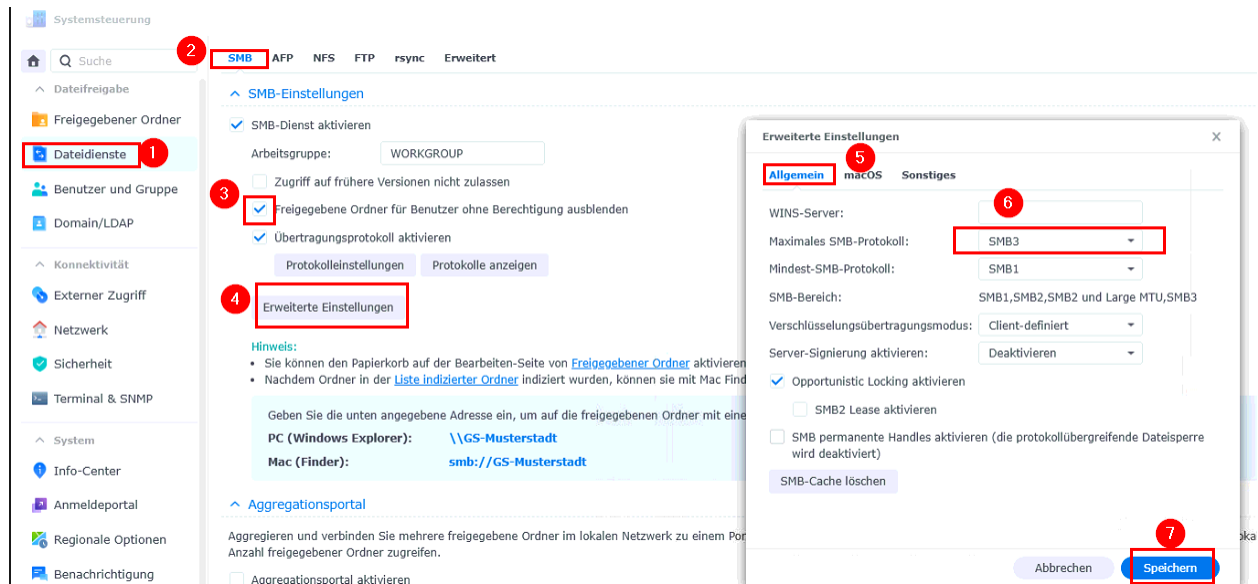 Systemsteuerung
Suche
Dateifreigabe
Freigegebener Ordner
Dateidienste
1
Benutzer und Gruppe
Domain/LDAP
Konnektivität
Externer Zugriff
Netzwerk
Sicherheit
Terminal & SNMP
System
Info-Center
Anmeldeportal
Regionale Optionen
Benachrichtigung
2
SMB AFP NFS FTP rsync Erweitert
SMB-Einstellungen
SMB-Dienst aktivieren
Arbeitsgruppe: WORKGROUP
Zugriff auf frühere Versionen nicht zulassen
3
Freigegebene Ordner für Benutzer ohne Berechtigung ausblenden
Übertragungsprotokoll aktivieren
Protokolleinstellungen Protokolle anzeigen
4
Erweiterte Einstellungen
Hinweis:
• Sie können den Papierkorb auf der Bearbeiten-Seite von Freigegebener Ordner aktivieren
• Nachdem Ordner in der Liste indizierter Ordner indiziert wurden, können sie mit Mac Find
Geben Sie die unten angegebene Adresse ein, um auf die freigegebenen Ordner mit eine
PC (Windows Explorer): \\GS-Musterstadt
Mac (Finder): smb://GS-Musterstadt
Aggregationsportal
Aggregieren und verbinden Sie mehrere freigegebene Ordner im lokalen Netzwerk zu einem Por
Anzahl freigegebener Ordner zugreifen.
Aggregationsportal aktivieren
Erweiterte Einstellungen X
5
Allgemein macOS Sonstiges
6
WINS-Server:
Maximales SMB-Protokoll: SMB3
Mindest-SMB-Protokoll: SMB1
SMB-Bereich: SMB1,SMB2,SMB2 und Large MTU,SMB3
Verschlüsselungsübertragungsmodus: Client-definiert
Server-Signierung aktivieren: Deaktivieren
Opportunistic Locking aktivieren
SMB2 Lease aktivieren
SMB permanente Handles aktivieren (die protokollübergreifende Dateisperre
wird deaktiviert)
SMB-Cache löschen
7
Abbrechen Speichern